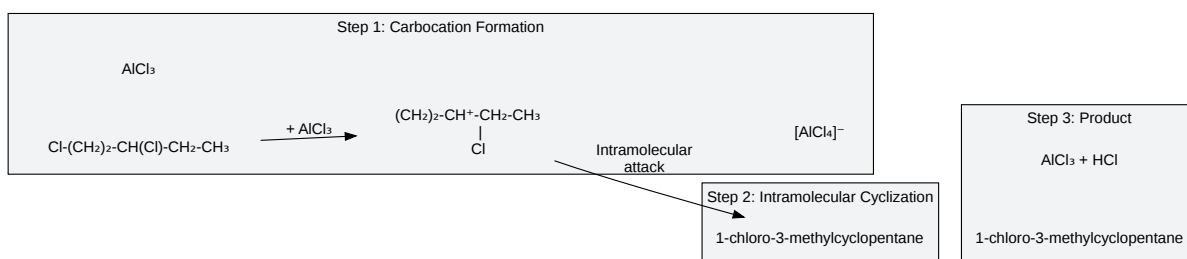 Step 1: Carbocation Formation
AlCl₃
Cl-(CH₂)₂-CH(Cl)-CH₂-CH₃
+ AlCl₃
(CH₂)₂-CH⁺-CH₂-CH₃
|
Cl
[AlCl₄]⁻
Intramolecular
attack
Step 2: Intramolecular Cyclization
1-chloro-3-methylcyclopentane
Step 3: Product
AlCl₃ + HCl
1-chloro-3-methylcyclopentane